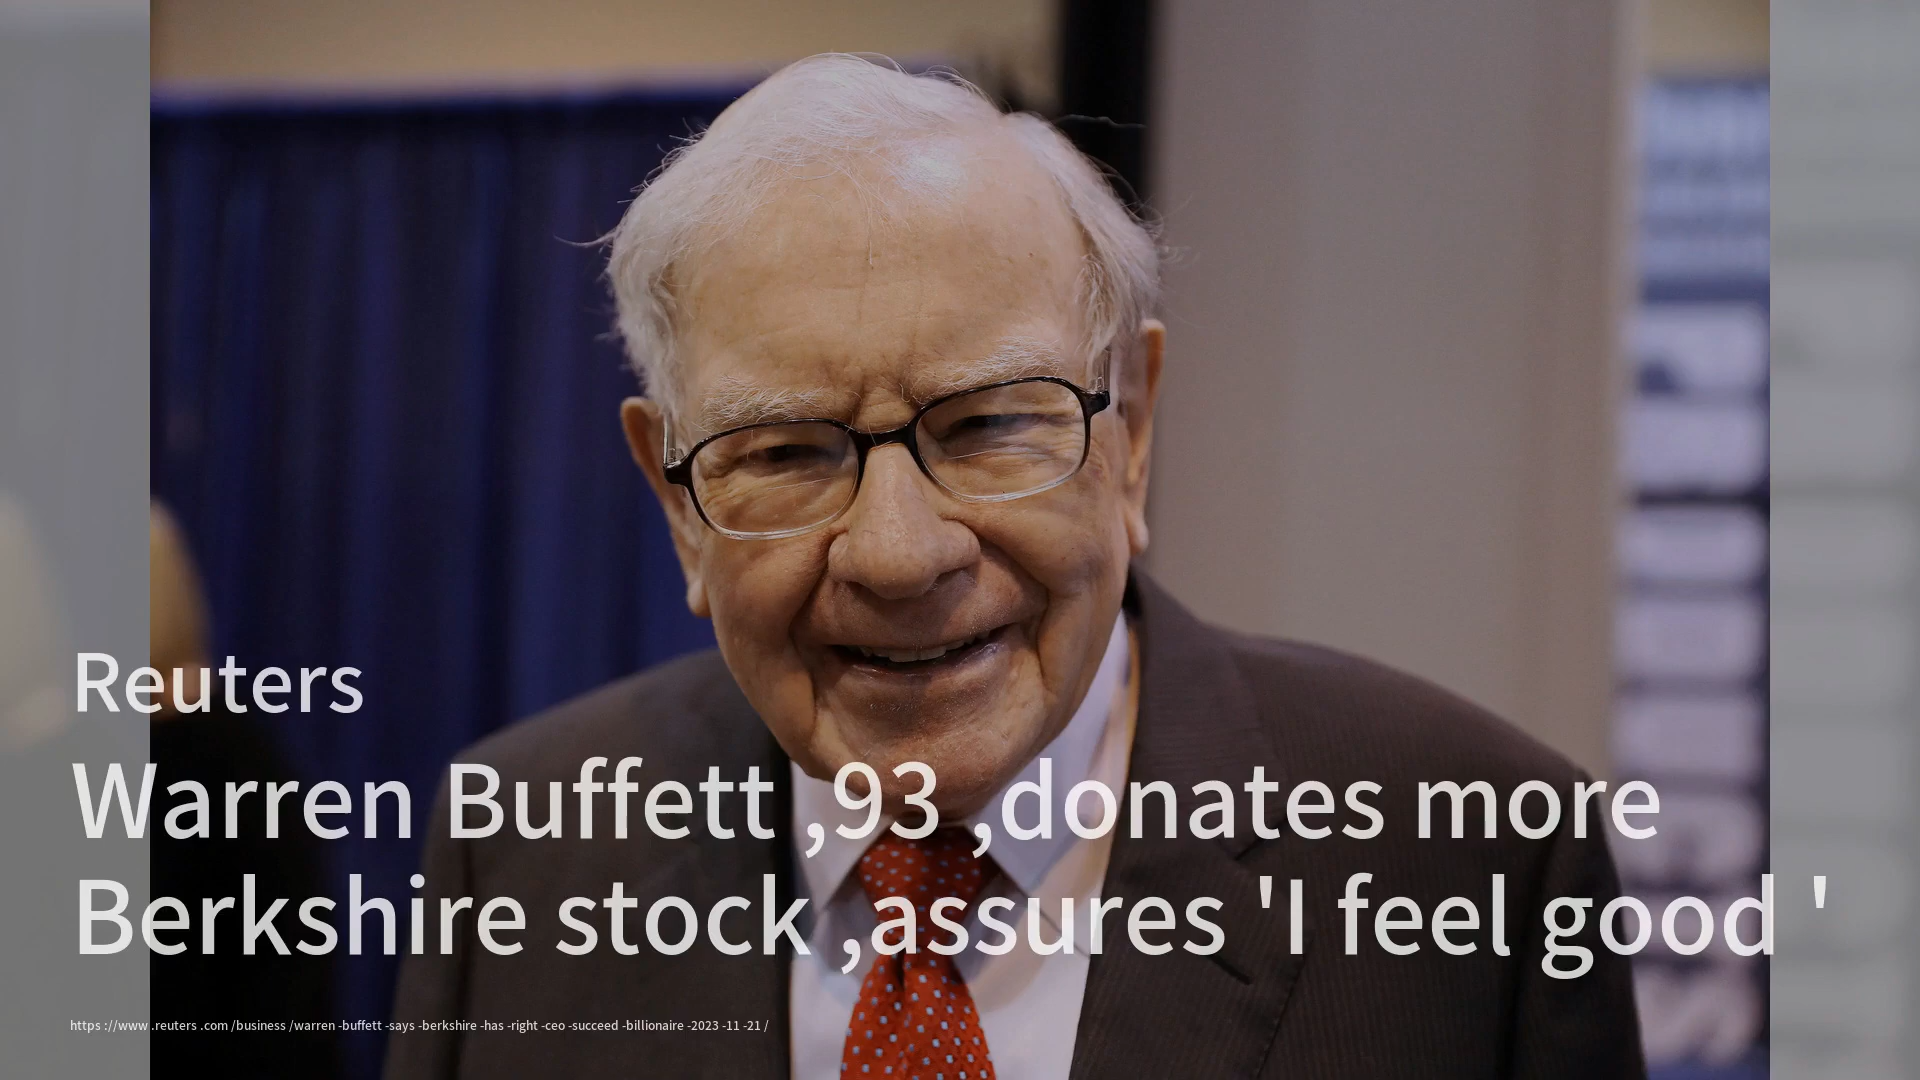 Reuters
Warren Buffett ,93 ,donates more
Berkshire stock ,assures 'I feel good '
https ://www .reuters .com /business /warren -buffett -says -berkshire -has -right -ceo -succeed -billionaire -2023 -11 -21 /